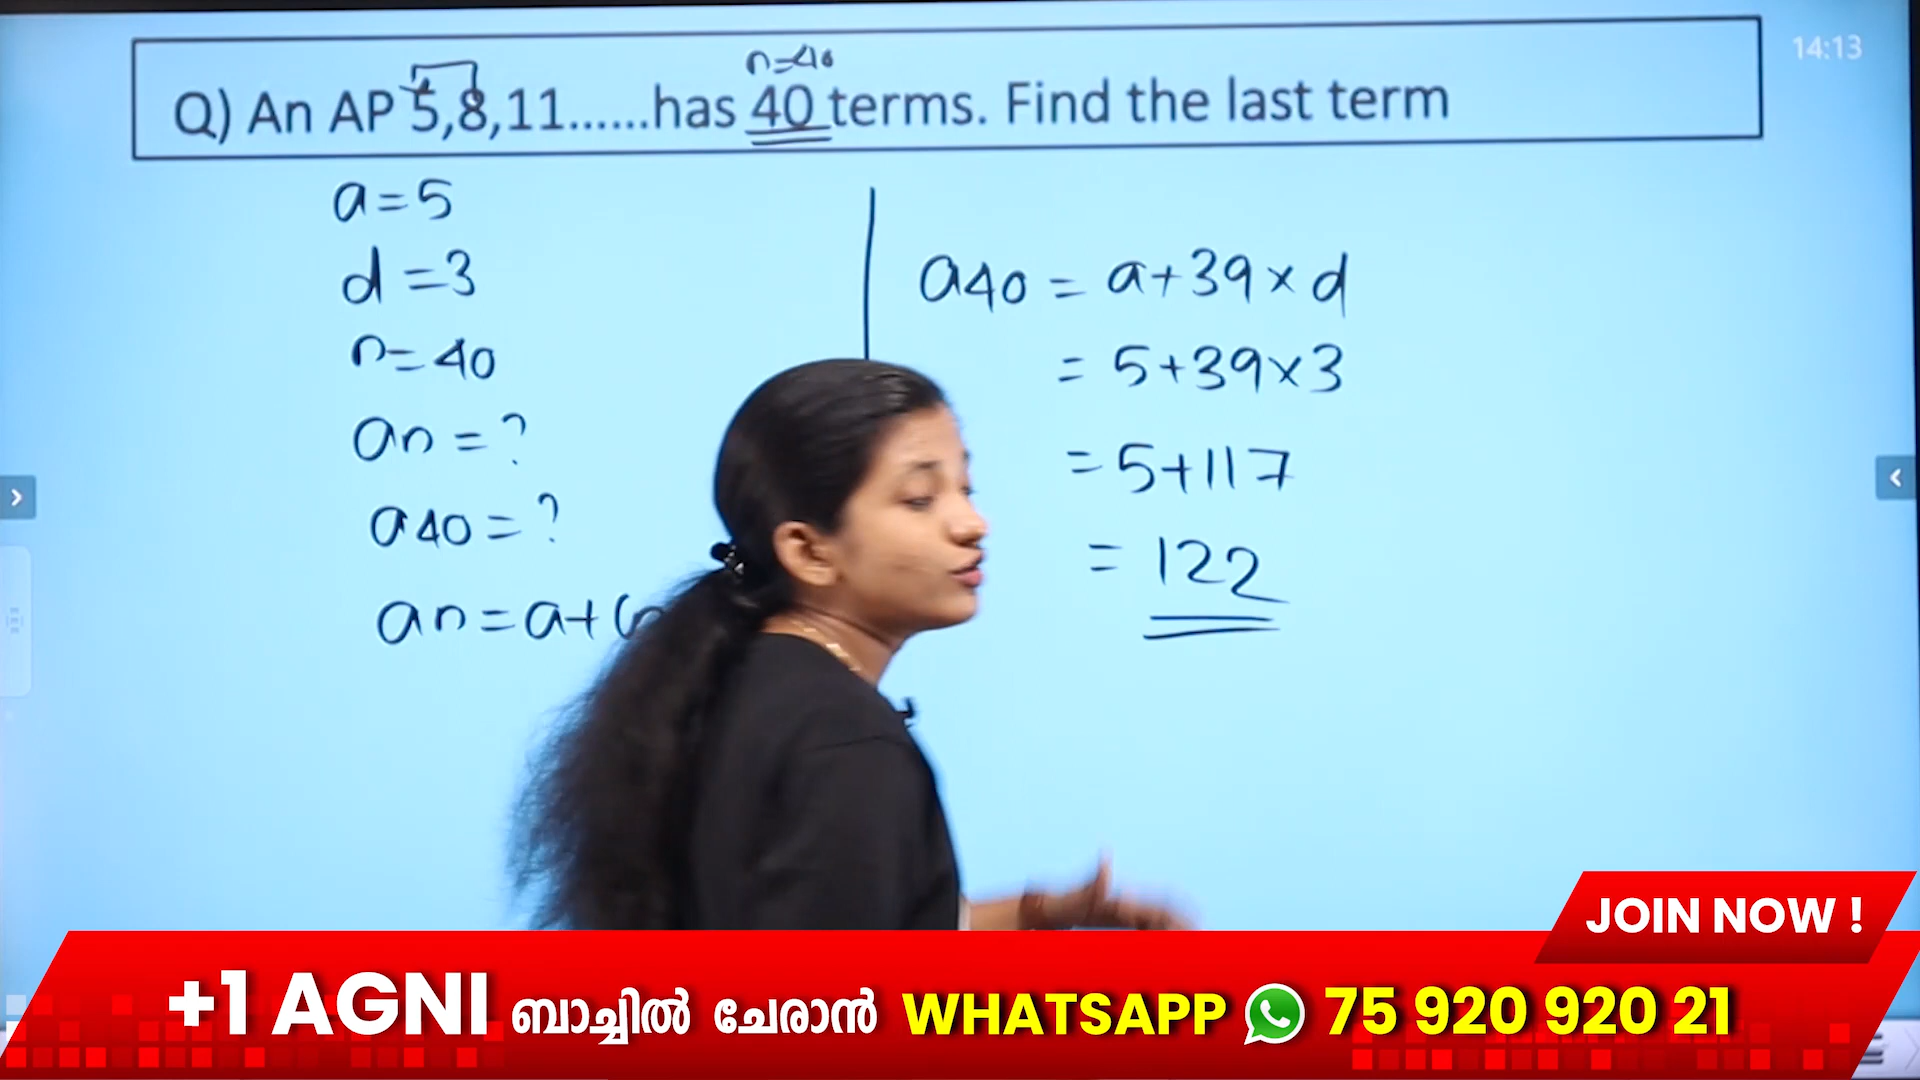 14:13
n=40
Q) An AP 5,8,11......has 40 terms. Find the last term
a=5
d=3
n=40
an=?
a40=?
an=a+(n
a40 = a+39×d
= 5+39×3
=5+117
= 122
JOIN NOW !
+1 AGNI ബാച്ചിൽ ചേരാൻ WHATSAPP 75 920 920 21